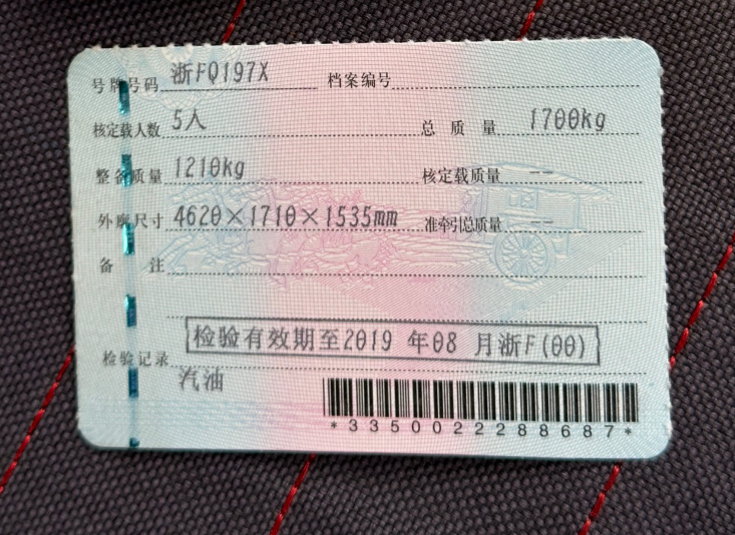 号牌号码 浙FQ197X 档案编号
核定载人数 5人 总质量 1700kg
整备质量 1210kg 核定载质量 --
外廓尺寸 4620×1710×1535mm 准牵引总质量 --
备注
检验有效期至2019 年08 月浙F(00)
检验记录
汽油
*3350022288687*